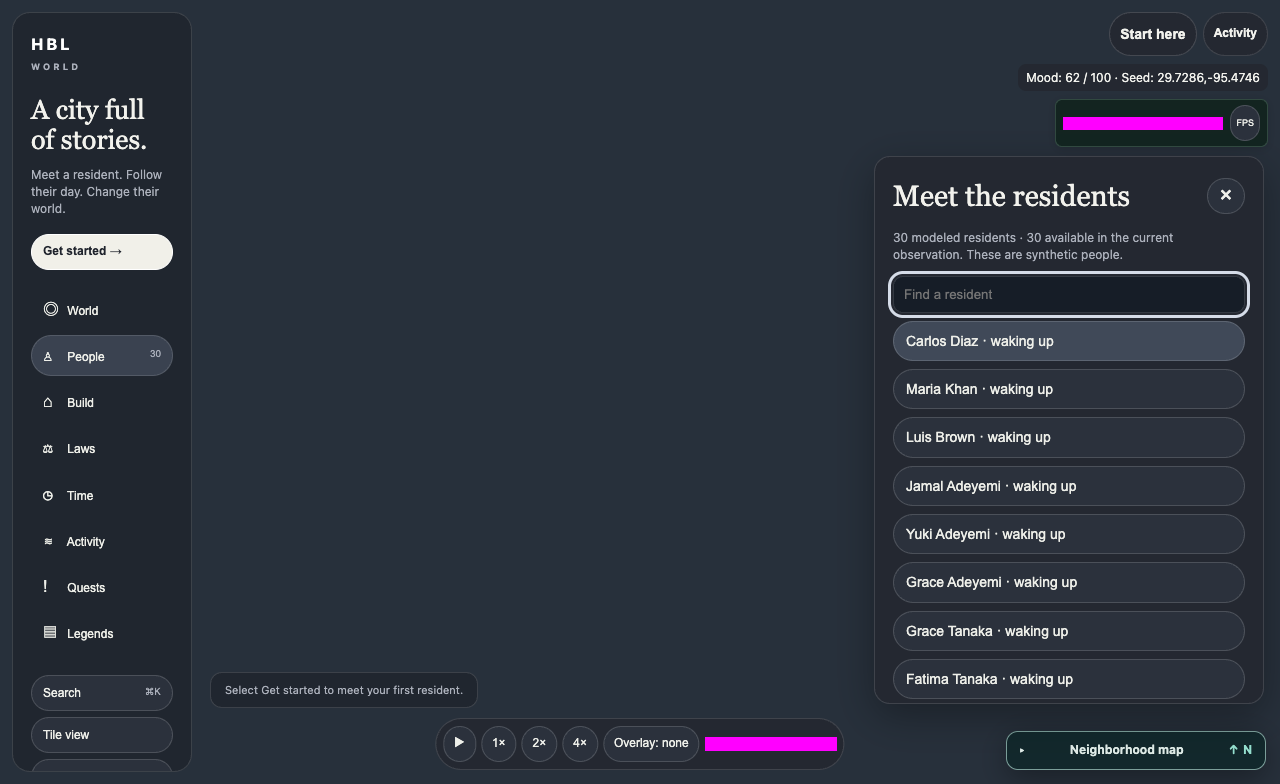 HBL
WORLD
A city full
of stories.
Meet a resident. Follow
their day. Change their
world.
Get started →
World
People 30
Build
Laws
Time
Activity
Quests
Legends
Search ⌘K
Tile view
Start here
Activity
Mood: 62 / 100 · Seed: 29.7286,-95.4746
FPS
Meet the residents
30 modeled residents · 30 available in the current
observation. These are synthetic people.
Find a resident
Carlos Diaz · waking up
Maria Khan · waking up
Luis Brown · waking up
Jamal Adeyemi · waking up
Yuki Adeyemi · waking up
Grace Adeyemi · waking up
Grace Tanaka · waking up
Fatima Tanaka · waking up
Select Get started to meet your first resident.
1× 2× 4× Overlay: none
Neighborhood map ↑ N